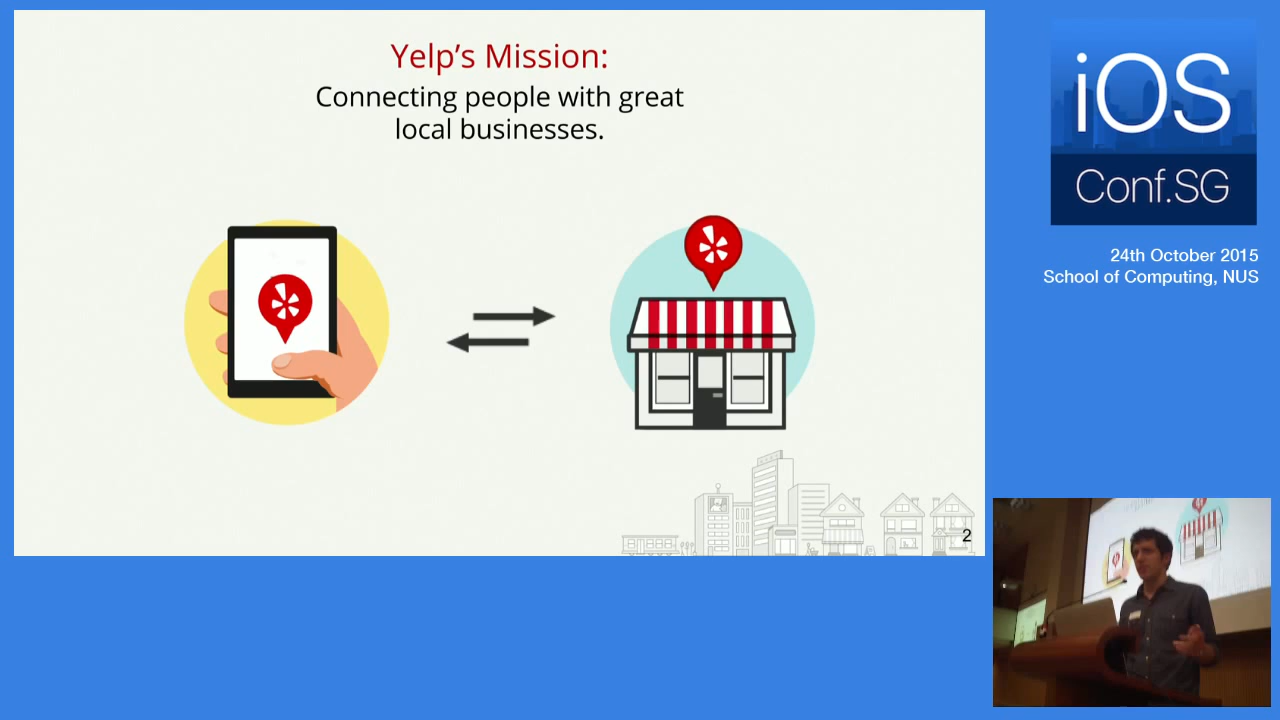 Yelp's Mission:
Connecting people with great
local businesses.
2
iOS
Conf.SG
24th October 2015
School of Computing, NUS